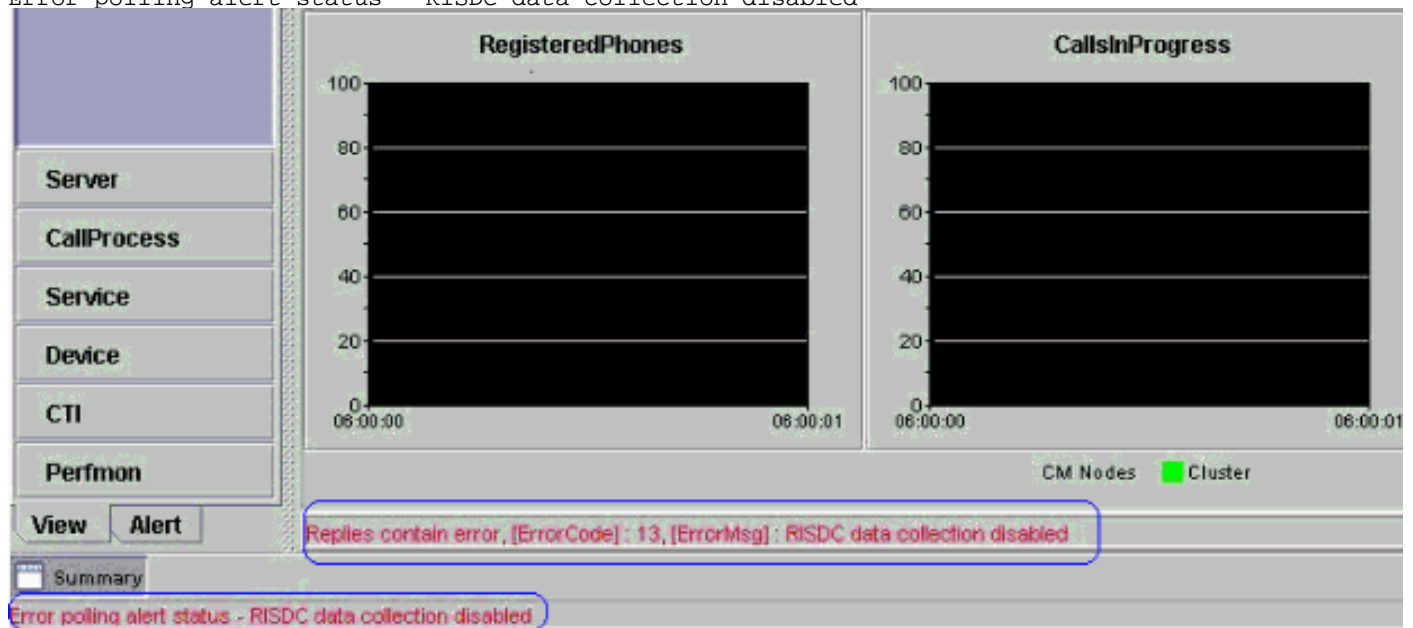 Error polling alert status - RISDC data collection disabled
RegisteredPhones
CallsInProgress
100
80
60
40
20
0
06:00:00
06:00:01
100
80
60
40
20
0
06:00:00
06:00:01
Server
CallProcess
Service
Device
CTI
Perfmon
CM Nodes Cluster
View Alert
Replies contain error, [ErrorCode] : 13, [ErrorMsg] : RISDC data collection disabled
Summary
Error polling alert status - RISDC data collection disabled